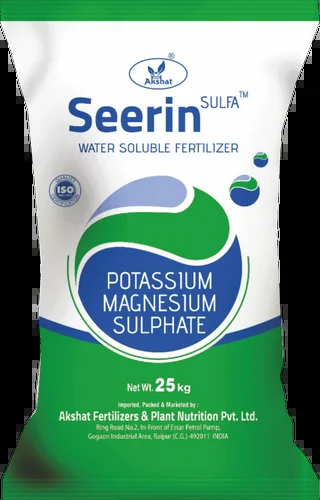 Akshat
®
Seerin SULFA™
WATER SOLUBLE FERTILIZER
ISO
POTASSIUM
MAGNESIUM
SULPHATE
Net Wt. 25 kg
Imported, Packed & Marketed by :
Akshat Fertilizers & Plant Nutrition Pvt. Ltd.
Ring Road No.2, In-Front of Essar Petrol Pump,
Gogaon Industrial Area, Raipur (C.G.)-492011 INDIA